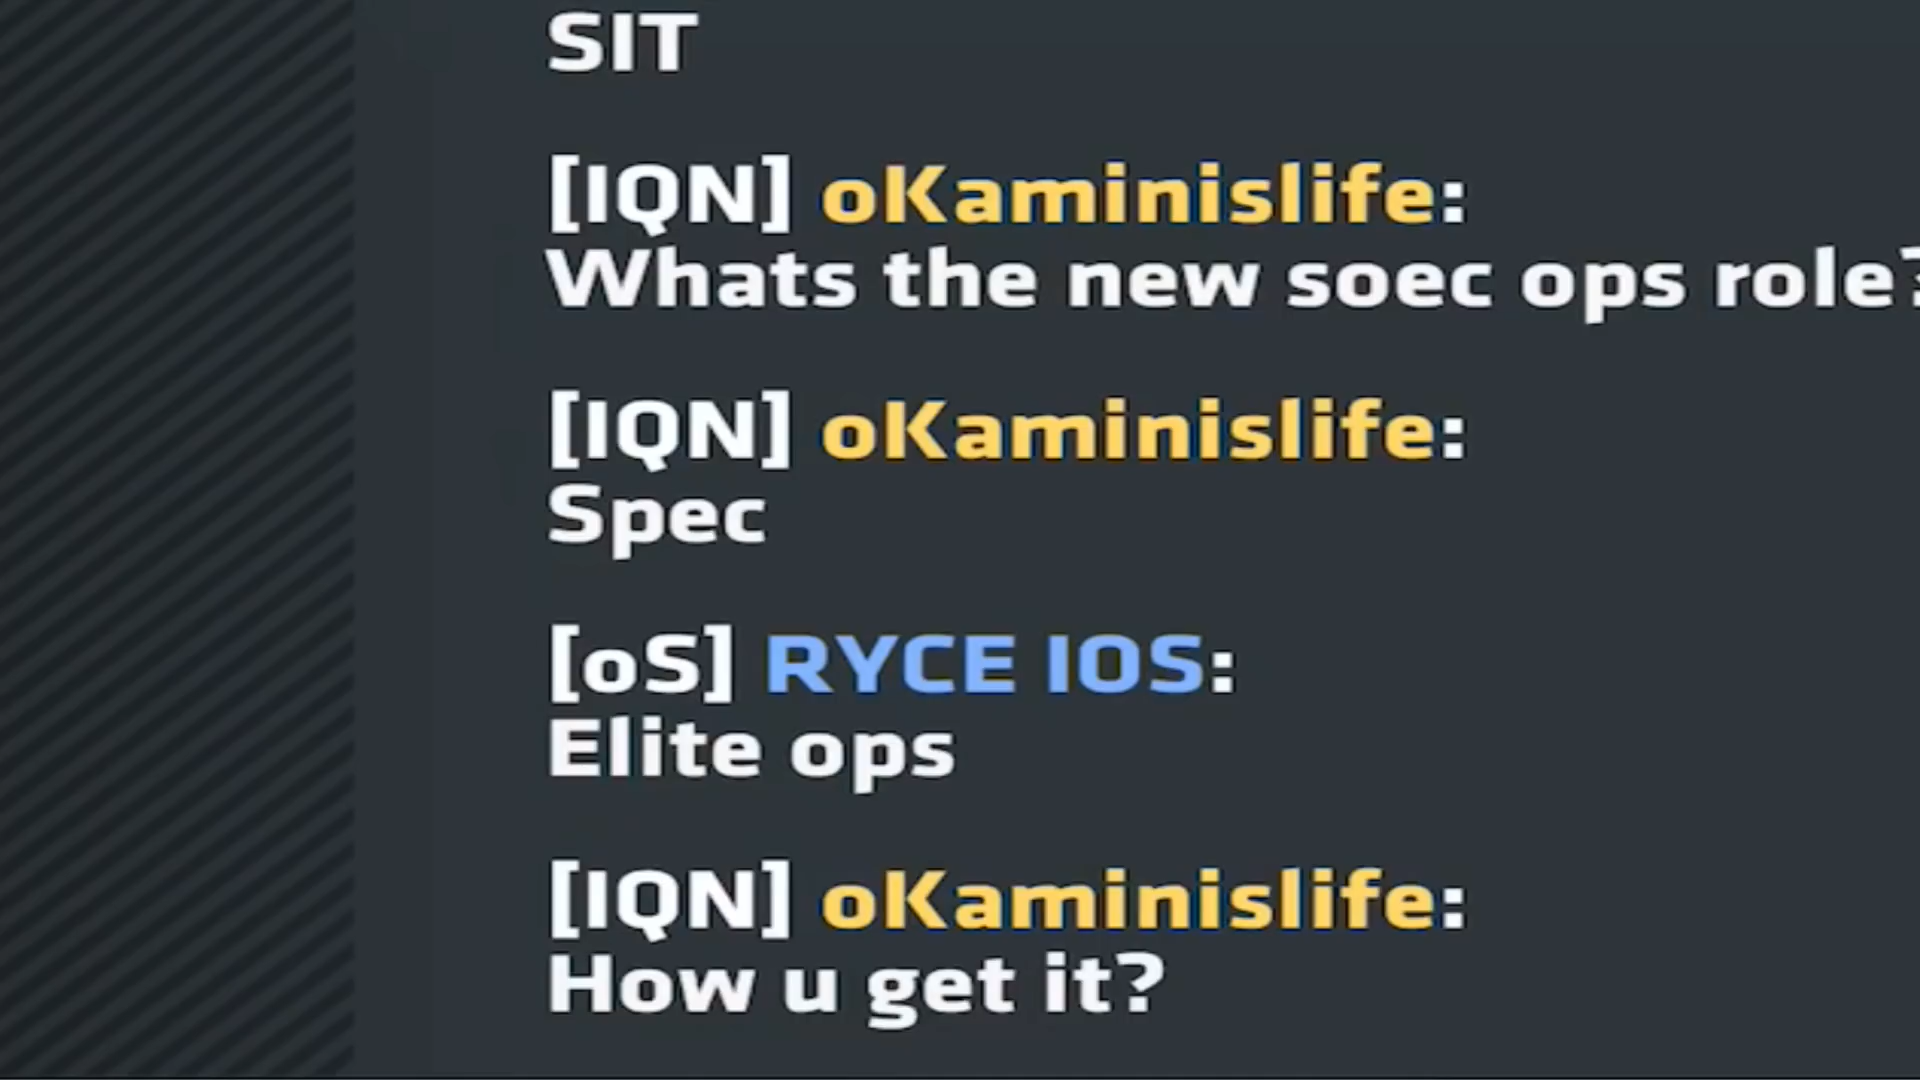 SIT
[IQN] oKaminislife:
Whats the new soec ops role?
[IQN] oKaminislife:
Spec
[oS] RYCE IOS:
Elite ops
[IQN] oKaminislife:
How u get it?